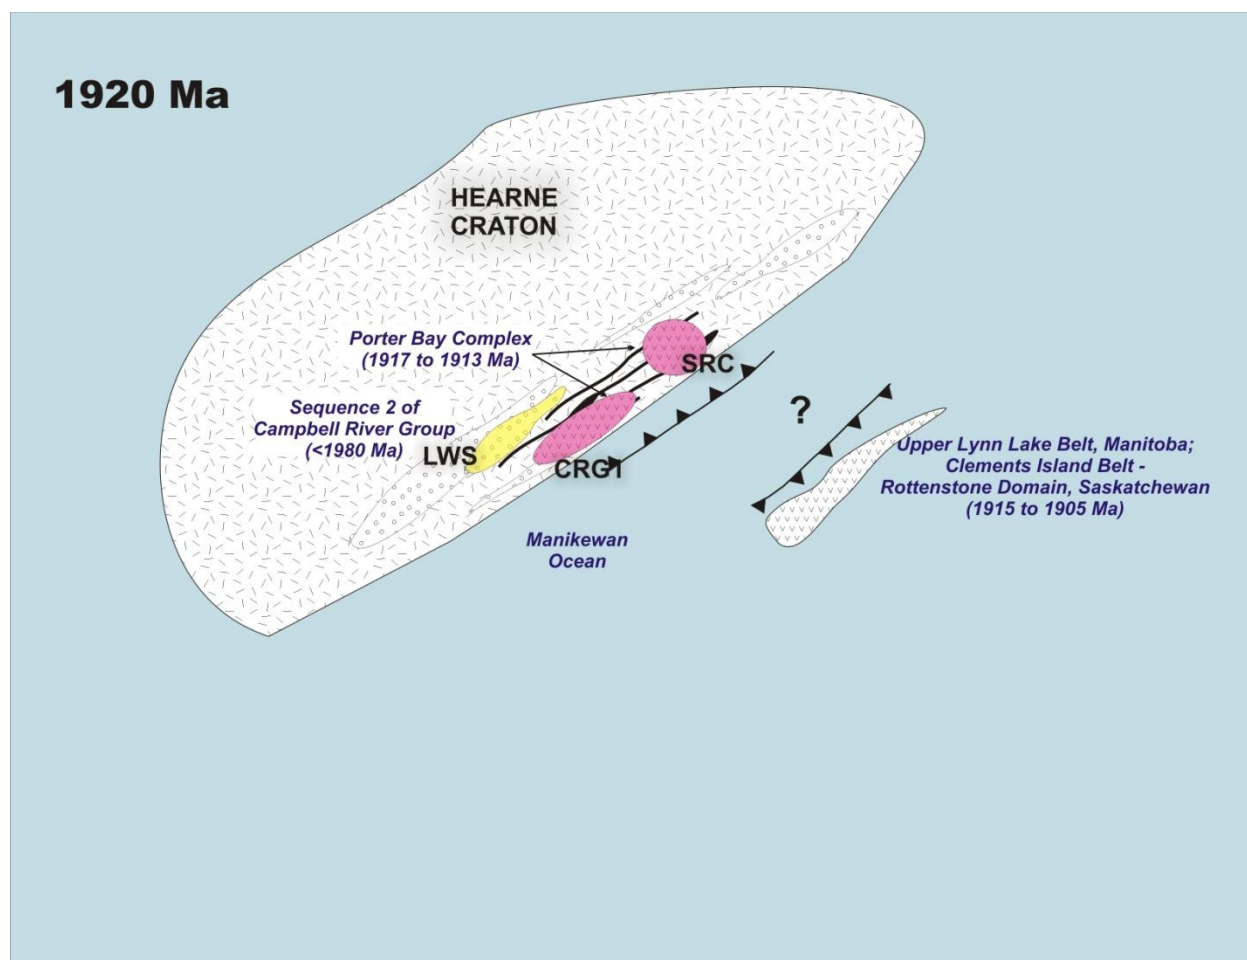 1920 Ma
HEARNE
CRATON
Porter Bay Complex
(1917 to 1913 Ma)
SRC
Sequence 2 of
Campbell River Group
(<1980 Ma)
LWS
CRG1
?
Upper Lynn Lake Belt, Manitoba;
Clements Island Belt -
Rottenstone Domain, Saskatchewan
(1915 to 1905 Ma)
Manikewan
Ocean